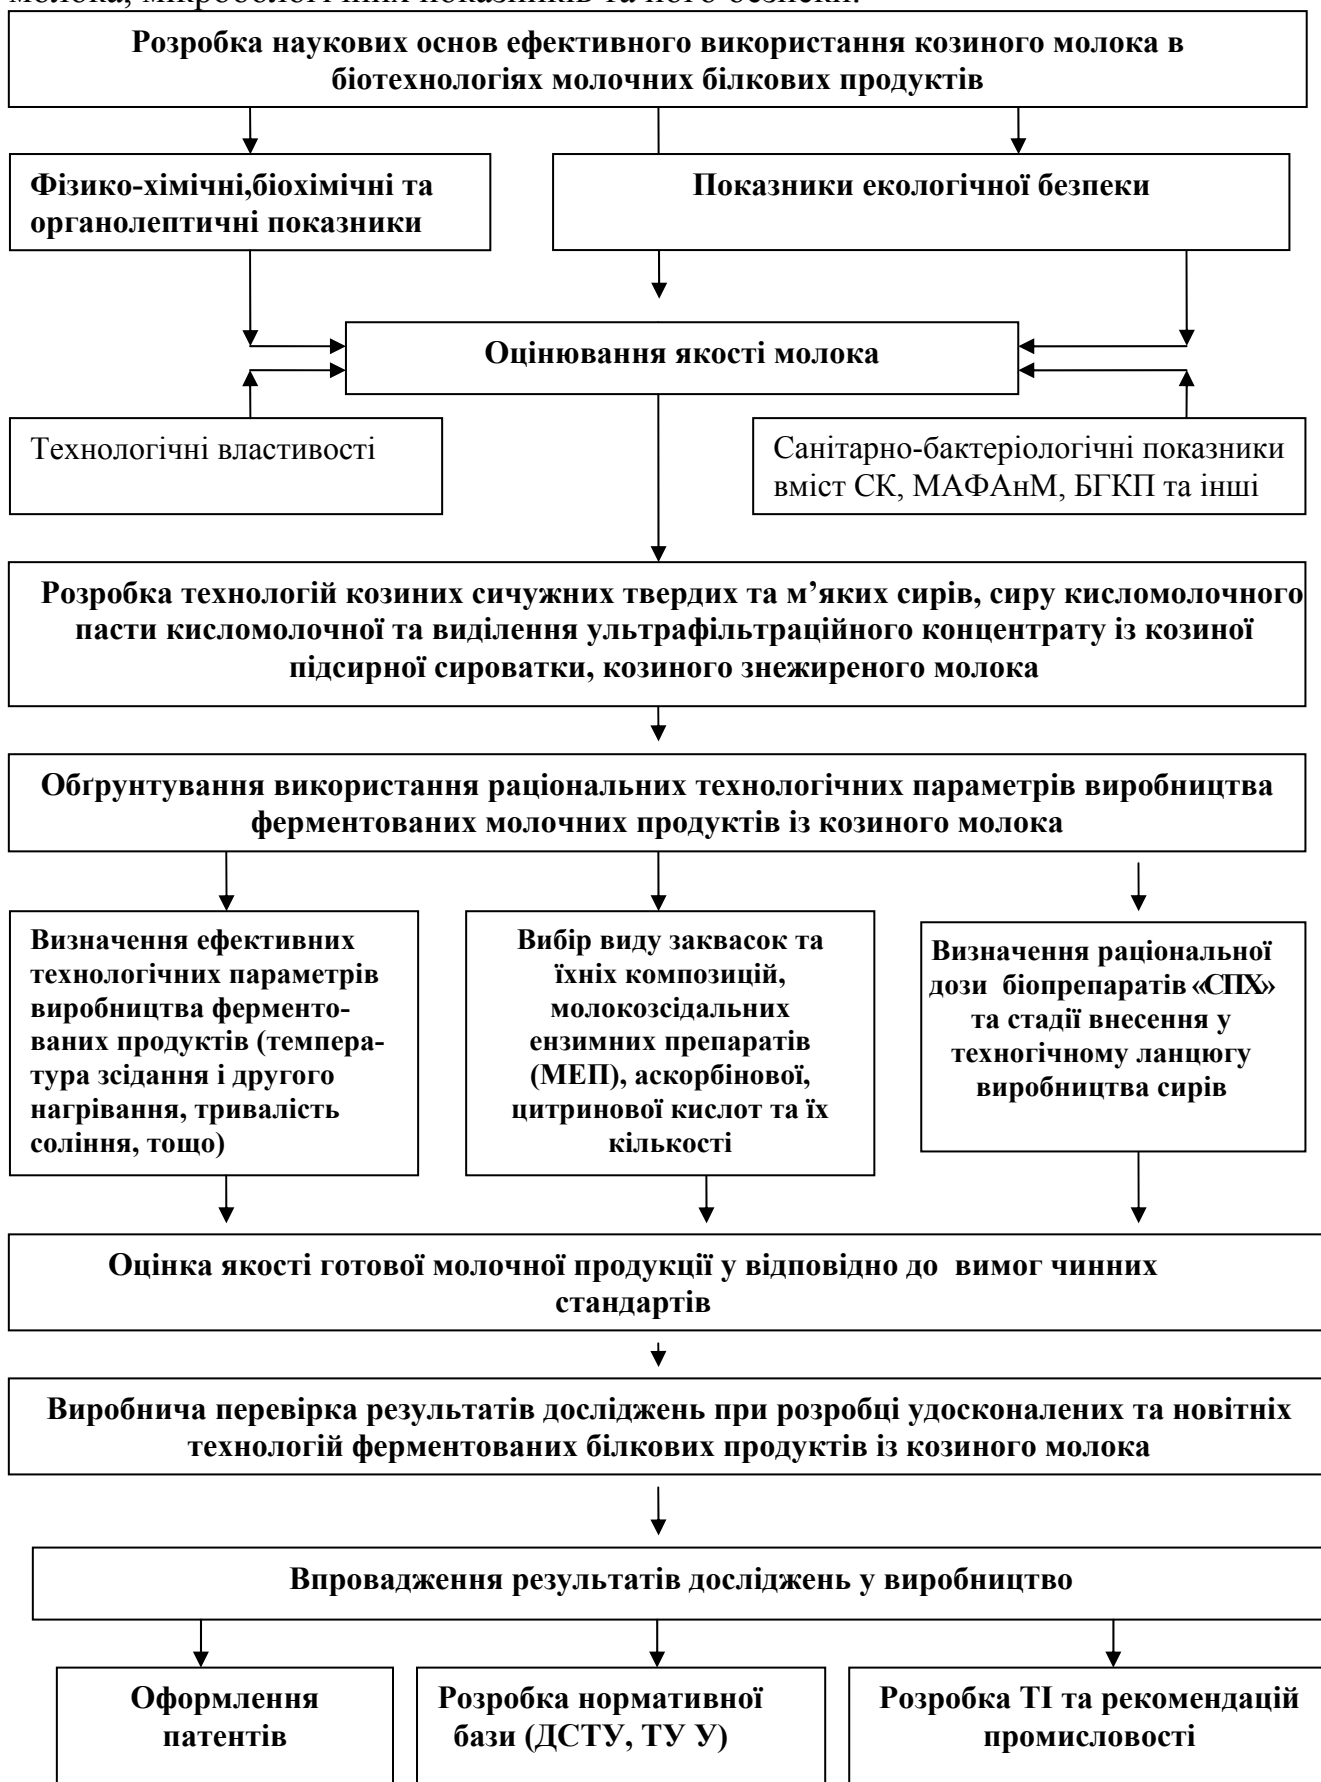 молока, мікробіологічних показників та його безпеки.
Розробка наукових основ ефективного використання козиного молока в
біотехнологіях молочних білкових продуктів
Фізико-хімічні,біохімічні та
органолептичні показники
Показники екологічної безпеки
Оцінювання якості молока
Технологічні властивості
Санітарно-бактеріологічні показники
вміст СК, МАФАнМ, БГКП та інші
Розробка технологій козиних сичужних твердих та м’яких сирів, сиру кисломолочного
пасти кисломолочної та виділення ультрафільтраційного концентрату із козиної
підсирної сироватки, козиного знежиреного молока
Обґрунтування використання раціональних технологічних параметрів виробництва
ферментованих молочних продуктів із козиного молока
Визначення ефективних
технологічних параметрів
виробництва ферменто-
ваних продуктів (темпера-
тура зсідання і другого
нагрівання, тривалість
соління, тощо)
Вибір виду заквасок та
їхніх композицій,
молокозсідальних
ензимних препаратів
(МЕП), аскорбінової,
цитринової кислот та їх
кількості
Визначення раціональної
дози біопрепаратів «СПХ»
та стадії внесення у
техногічному ланцюгу
виробництва сирів
Оцінка якості готової молочної продукції у відповідно до вимог чинних
стандартів
Виробнича перевірка результатів досліджень при розробці удосконалених та новітніх
технологій ферментованих білкових продуктів із козиного молока
Впровадження результатів досліджень у виробництво
Оформлення
патентів
Розробка нормативної
бази (ДСТУ, ТУ У)
Розробка ТІ та рекомендацій
промисловості